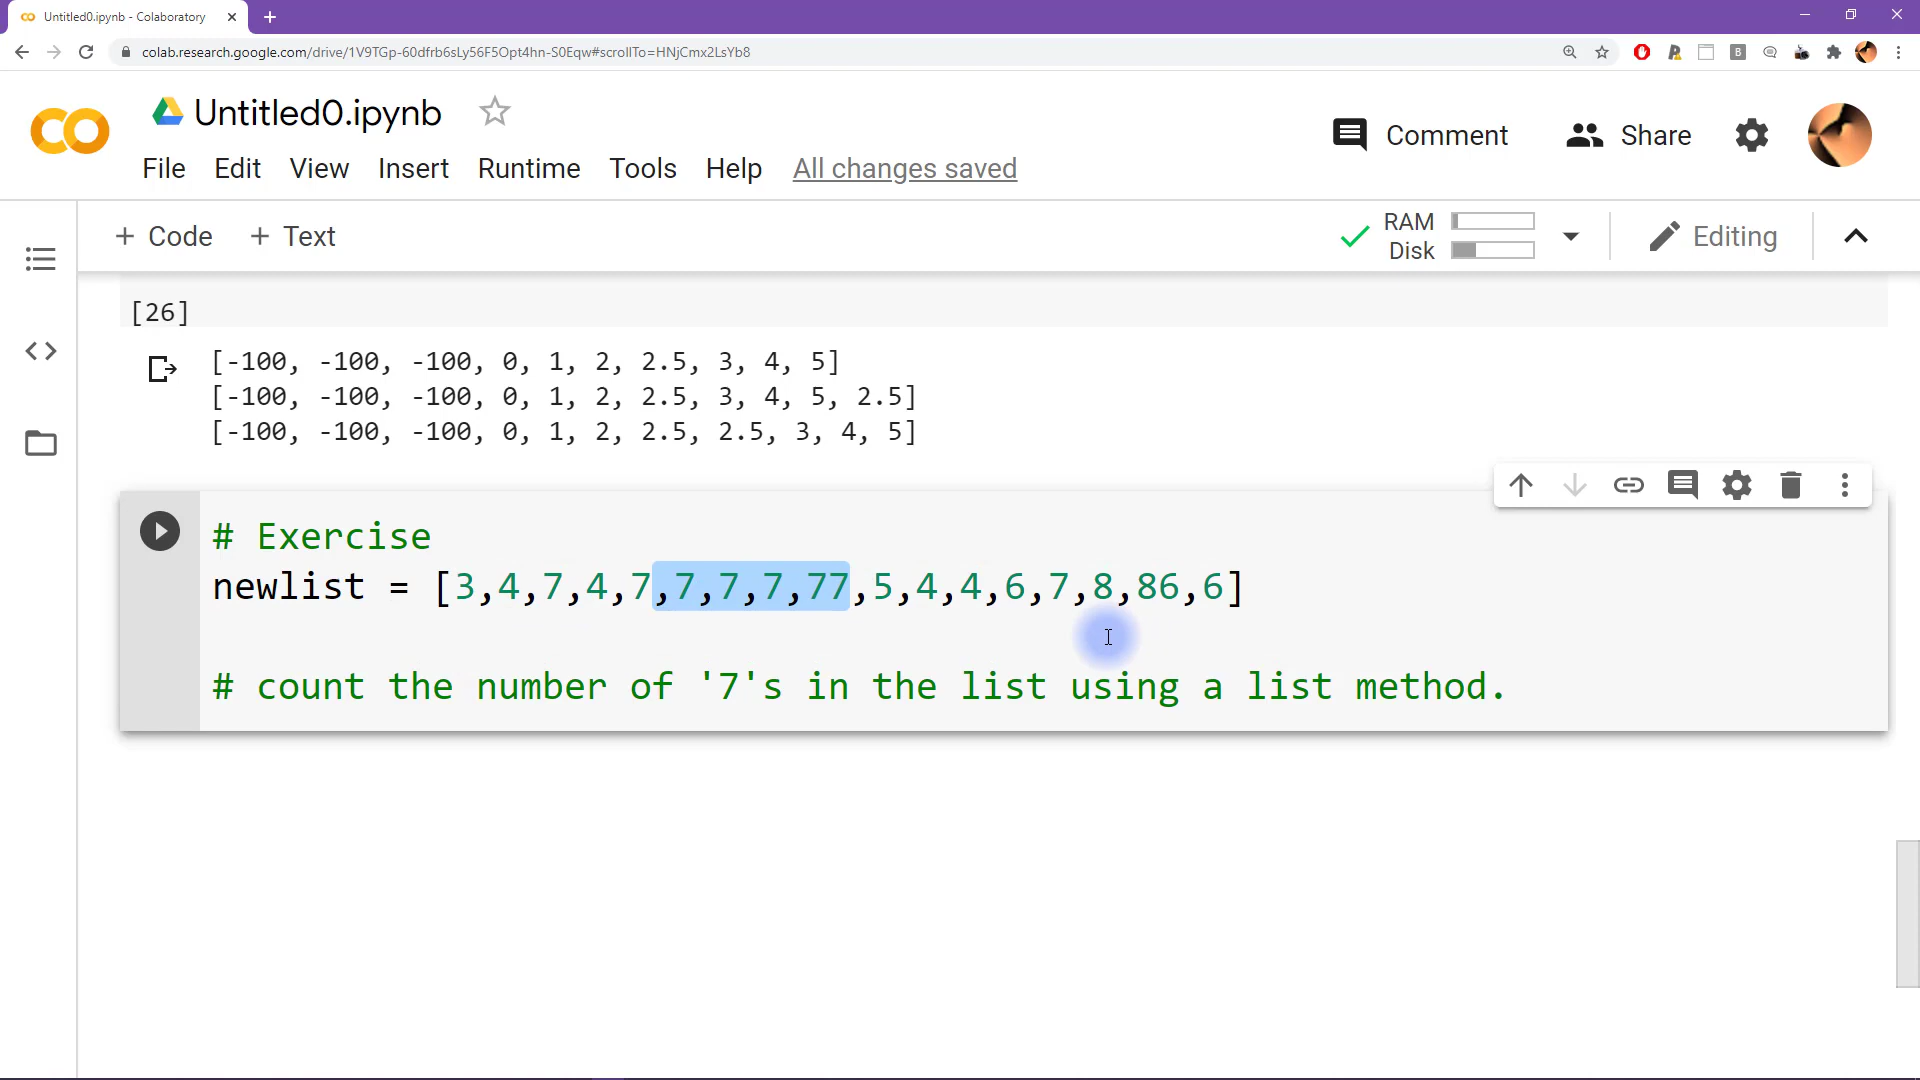 Untitled0.ipynb - Colaboratory
colab.research.google.com/drive/1V9TGp-60dfrb6sLy56F5Opt4hn-S0Eqw#scrollTo=HNjCmx2LsYb8
Untitled0.ipynb
Comment
Share
File Edit View Insert Runtime Tools Help All changes saved
+ Code + Text
RAM
Disk
Editing
[26]
[-100, -100, -100, 0, 1, 2, 2.5, 3, 4, 5]
[-100, -100, -100, 0, 1, 2, 2.5, 3, 4, 5, 2.5]
[-100, -100, -100, 0, 1, 2, 2.5, 2.5, 3, 4, 5]
# Exercise
newlist = [3,4,7,4,7,7,7,7,77,5,4,4,6,7,8,86,6]
# count the number of '7's in the list using a list method.